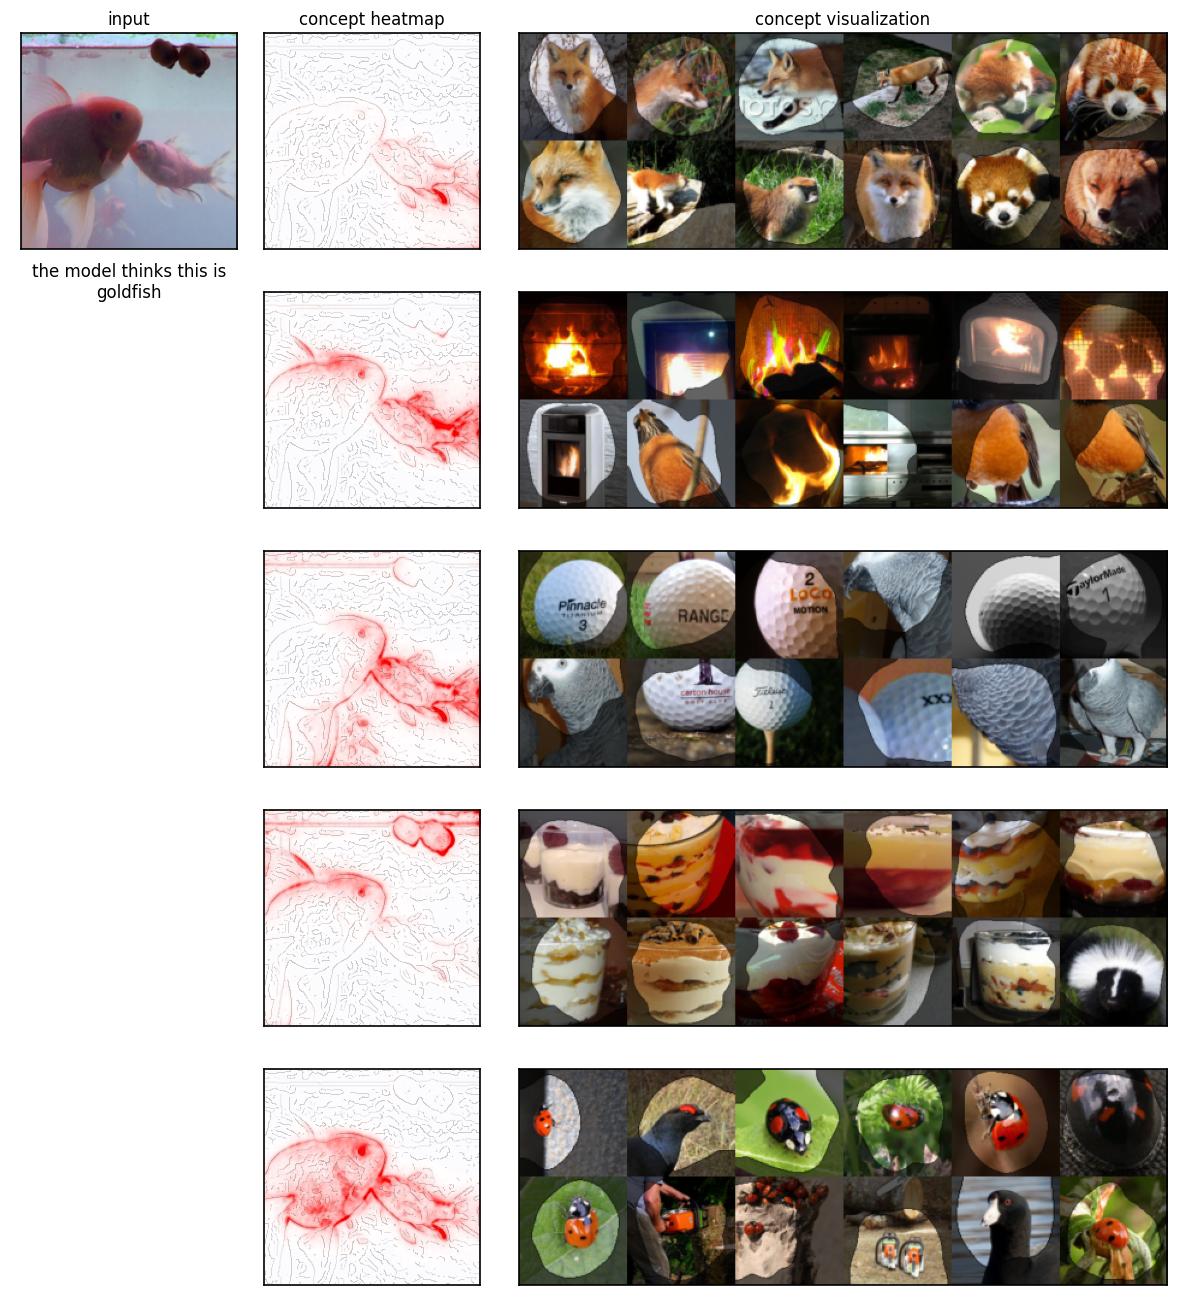 input
concept heatmap
concept visualization
the model thinks this is
goldfish
Pinnacle
TITANIUM
3
RANGE
2
LOCO
MOTION
TaylorMade
1
carton house
Titleist
1
XXX